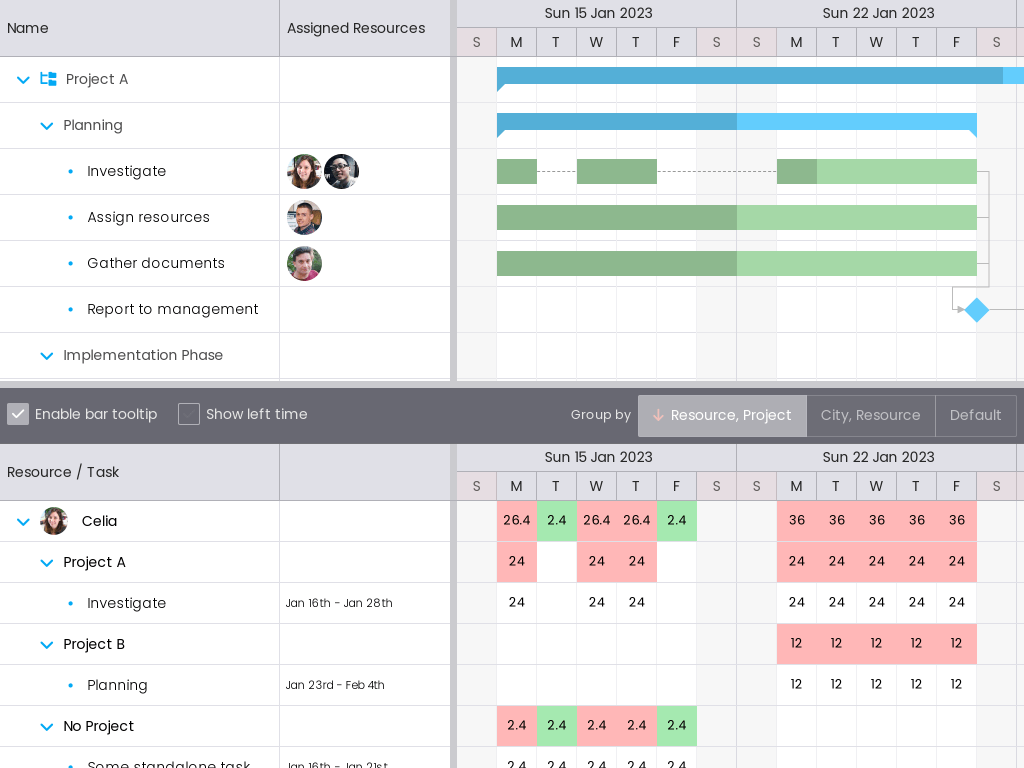 Name Assigned Resources Sun 15 Jan 2023 Sun 22 Jan 2023
S M T W T F S S M T W T F S
Project A
Planning
Investigate
Assign resources
Gather documents
Report to management
Implementation Phase
Enable bar tooltip Show left time Group by Resource, Project City, Resource Default
Resource / Task Sun 15 Jan 2023 Sun 22 Jan 2023
S M T W T F S S M T W T F S
Celia 26.4 2.4 26.4 26.4 2.4 36 36 36 36 36
Project A 24 24 24 24 24 24 24 24
Investigate Jan 16th - Jan 28th 24 24 24 24 24 24 24 24
Project B 12 12 12 12 12
Planning Jan 23rd - Feb 4th 12 12 12 12 12
No Project 2.4 2.4 2.4 2.4 2.4
Some standalone task Jan 16th - Jan 21st 2.4 2.4 2.4 2.4 2.4